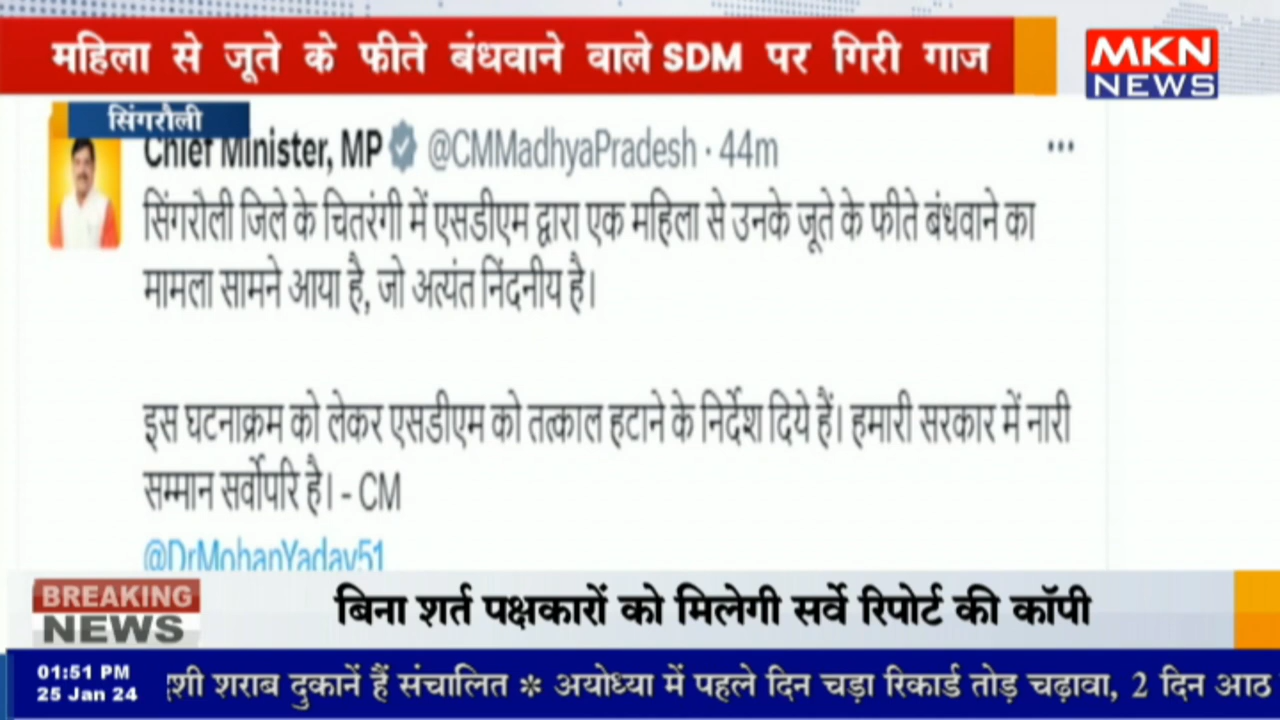 महिला से जूते के फीते बंधवाने वाले SDM पर गिरी गाज
MKN
NEWS
सिंगरौली
Chief Minister, MP @CMMadhyaPradesh · 44m
सिंगरौली जिले के चितरंगी में एसडीएम द्वारा एक महिला से उनके जूते के फीते बंधवाने का
मामला सामने आया है, जो अत्यंत निंदनीय है।
इस घटनाक्रम को लेकर एसडीएम को तत्काल हटाने के निर्देश दिये हैं। हमारी सरकार में नारी
सम्मान सर्वोपरि है। - CM
@DrMohanYadav51
BREAKING
NEWS
बिना शर्त पक्षकारों को मिलेगी सर्वे रिपोर्ट की कॉपी
01:51 PM
25 Jan 24
शराब दुकानें हैं संचालित * अयोध्या में पहले दिन चड़ा रिकार्ड तोड़ चढ़ावा, 2 दिन आठ